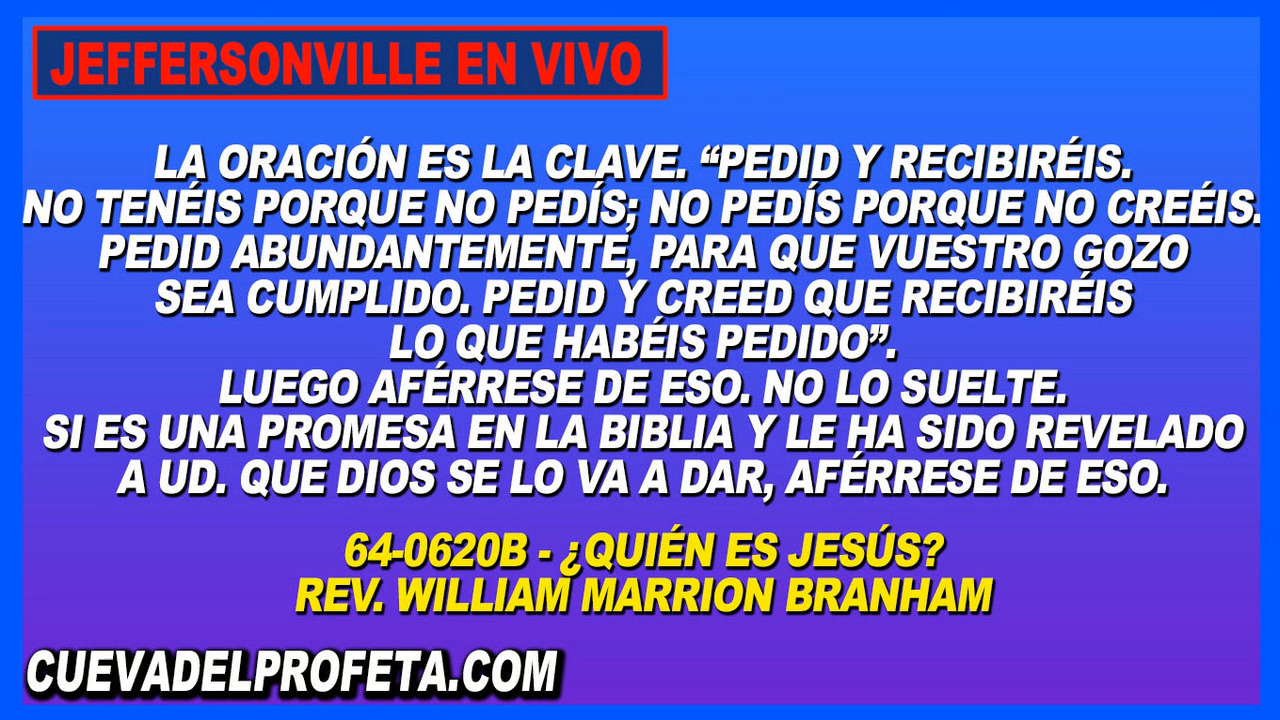 JEFFERSONVILLE EN VIVO
LA ORACIÓN ES LA CLAVE. “PEDID Y RECIBIRÉIS.
NO TENÉIS PORQUE NO PEDÍS; NO PEDÍS PORQUE NO CREÉIS.
PEDID ABUNDANTEMENTE, PARA QUE VUESTRO GOZO
SEA CUMPLIDO. PEDID Y CREED QUE RECIBIRÉIS
LO QUE HABÉIS PEDIDO”.
LUEGO AFÉRRESE DE ESO. NO LO SUELTE.
SI ES UNA PROMESA EN LA BIBLIA Y LE HA SIDO REVELADO
A UD. QUE DIOS SE LO VA A DAR, AFÉRRESE DE ESO.
64-0620B - ¿QUIÉN ES JESÚS?
REV. WILLIAM MARRION BRANHAM
CUEVADELPROFETA.COM